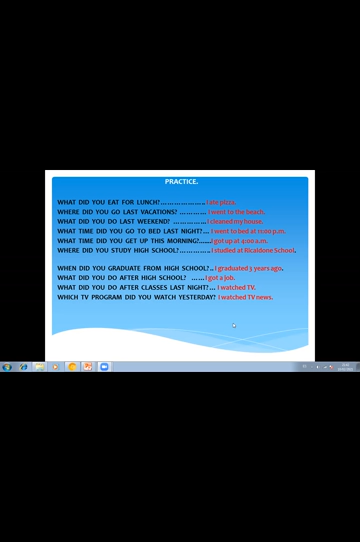 PRACTICE.
WHAT DID YOU EAT FOR LUNCH?..................... I ate pizza.
WHERE DID YOU GO LAST VACATIONS? ............ I went to the beach.
WHAT DID YOU DO LAST WEEKEND? ...............I cleaned my house.
WHAT TIME DID YOU GO TO BED LAST NIGHT?.... I went to bed at 11:00 p.m.
WHAT TIME DID YOU GET UP THIS MORNING?......I got up at 4:00 a.m.
WHERE DID YOU STUDY HIGH SCHOOL?.............. I studied at Ricaldone School.
WHEN DID YOU GRADUATE FROM HIGH SCHOOL?.. I graduated 5 years ago.
WHAT DID YOU DO AFTER HIGH SCHOOL? ......I got a job.
WHAT DID YOU DO AFTER CLASSES LAST NIGHT?... I watched TV.
WHICH TV PROGRAM DID YOU WATCH YESTERDAY? I watched TV news.